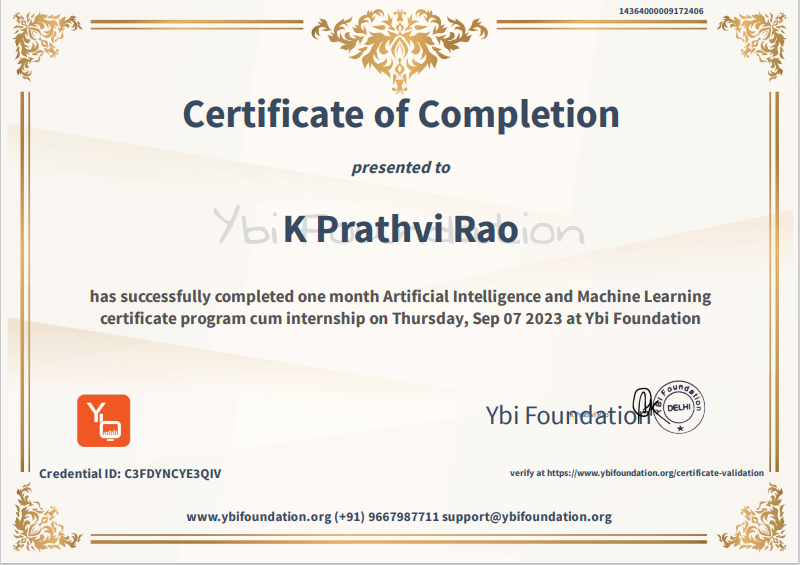 14364000009172406
Certificate of Completion
presented to
Ybi Foundation
K Prathvi Rao
has successfully completed one month Artificial Intelligence and Machine Learning
certificate program cum internship on Thursday, Sep 07 2023 at Ybi Foundation
Yb
Ybi Foundation
Ybi Foundation
DELHI
Credential ID: C3FDYNCYE3QIV
verify at https://www.ybifoundation.org/certificate-validation
www.ybifoundation.org (+91) 9667987711 support@ybifoundation.org